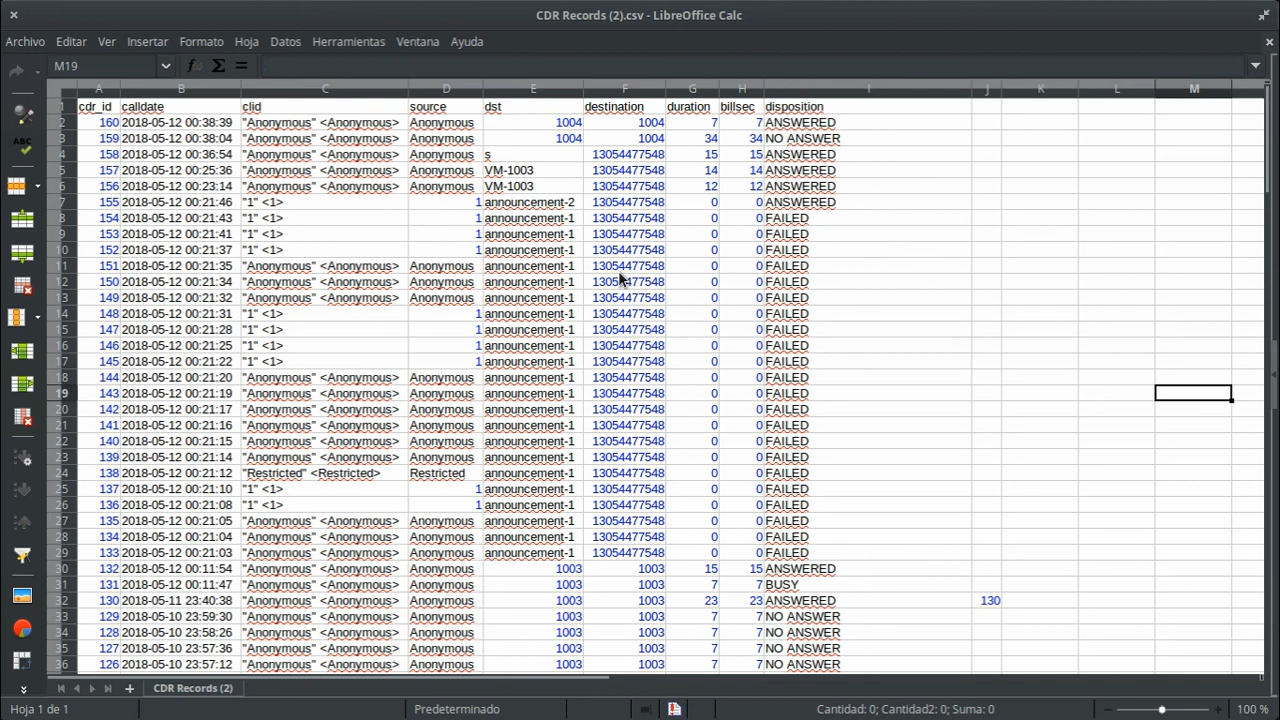 CDR Records (2).csv - LibreOffice Calc
Archivo Editar Ver Insertar Formato Hoja Datos Herramientas Ventana Ayuda
M19
A B C D E F G H I J K L M
1 cdr_id calldate clid source dst destination duration billsec disposition
2 160 2018-05-12 00:38:39 "Anonymous" <Anonymous> Anonymous 1004 1004 7 7 ANSWERED
3 159 2018-05-12 00:38:04 "Anonymous" <Anonymous> Anonymous 1004 1004 34 34 NO ANSWER
4 158 2018-05-12 00:36:54 "Anonymous" <Anonymous> Anonymous s 13054477548 15 15 ANSWERED
5 157 2018-05-12 00:25:36 "Anonymous" <Anonymous> Anonymous VM-1003 13054477548 14 14 ANSWERED
6 156 2018-05-12 00:23:14 "Anonymous" <Anonymous> Anonymous VM-1003 13054477548 12 12 ANSWERED
7 155 2018-05-12 00:21:46 "1" <1> 1 announcement-2 13054477548 0 0 ANSWERED
8 154 2018-05-12 00:21:43 "1" <1> 1 announcement-1 13054477548 0 0 FAILED
9 153 2018-05-12 00:21:41 "1" <1> 1 announcement-1 13054477548 0 0 FAILED
10 152 2018-05-12 00:21:37 "1" <1> 1 announcement-1 13054477548 0 0 FAILED
11 151 2018-05-12 00:21:35 "Anonymous" <Anonymous> Anonymous announcement-1 13054477548 0 0 FAILED
12 150 2018-05-12 00:21:34 "Anonymous" <Anonymous> Anonymous announcement-1 13054477548 0 0 FAILED
13 149 2018-05-12 00:21:32 "Anonymous" <Anonymous> Anonymous announcement-1 13054477548 0 0 FAILED
14 148 2018-05-12 00:21:31 "1" <1> 1 announcement-1 13054477548 0 0 FAILED
15 147 2018-05-12 00:21:28 "1" <1> 1 announcement-1 13054477548 0 0 FAILED
16 146 2018-05-12 00:21:25 "1" <1> 1 announcement-1 13054477548 0 0 FAILED
17 145 2018-05-12 00:21:22 "1" <1> 1 announcement-1 13054477548 0 0 FAILED
18 144 2018-05-12 00:21:20 "Anonymous" <Anonymous> Anonymous announcement-1 13054477548 0 0 FAILED
19 143 2018-05-12 00:21:19 "Anonymous" <Anonymous> Anonymous announcement-1 13054477548 0 0 FAILED
20 142 2018-05-12 00:21:17 "Anonymous" <Anonymous> Anonymous announcement-1 13054477548 0 0 FAILED
21 141 2018-05-12 00:21:16 "Anonymous" <Anonymous> Anonymous announcement-1 13054477548 0 0 FAILED
22 140 2018-05-12 00:21:15 "Anonymous" <Anonymous> Anonymous announcement-1 13054477548 0 0 FAILED
23 139 2018-05-12 00:21:14 "Anonymous" <Anonymous> Anonymous announcement-1 13054477548 0 0 FAILED
24 138 2018-05-12 00:21:12 "Restricted" <Restricted> Restricted announcement-1 13054477548 0 0 FAILED
25 137 2018-05-12 00:21:10 "1" <1> 1 announcement-1 13054477548 0 0 FAILED
26 136 2018-05-12 00:21:08 "1" <1> 1 announcement-1 13054477548 0 0 FAILED
27 135 2018-05-12 00:21:05 "Anonymous" <Anonymous> Anonymous announcement-1 13054477548 0 0 FAILED
28 134 2018-05-12 00:21:04 "Anonymous" <Anonymous> Anonymous announcement-1 13054477548 0 0 FAILED
29 133 2018-05-12 00:21:03 "Anonymous" <Anonymous> Anonymous announcement-1 13054477548 0 0 FAILED
30 132 2018-05-12 00:11:54 "Anonymous" <Anonymous> Anonymous 1003 1003 15 15 ANSWERED
31 131 2018-05-12 00:11:47 "Anonymous" <Anonymous> Anonymous 1003 1003 7 7 BUSY
32 130 2018-05-11 23:40:38 "Anonymous" <Anonymous> Anonymous 1003 1003 23 23 ANSWERED 130
33 129 2018-05-10 23:59:30 "Anonymous" <Anonymous> Anonymous 1003 1003 7 7 NO ANSWER
34 128 2018-05-10 23:58:26 "Anonymous" <Anonymous> Anonymous 1003 1003 7 7 NO ANSWER
35 127 2018-05-10 23:57:36 "Anonymous" <Anonymous> Anonymous 1003 1003 7 7 NO ANSWER
36 126 2018-05-10 23:57:12 "Anonymous" <Anonymous> Anonymous 1003 1003 7 7 NO ANSWER
CDR Records (2)
Hoja 1 de 1 Predeterminado Cantidad: 0; Cantidad2: 0; Suma: 0 100 %